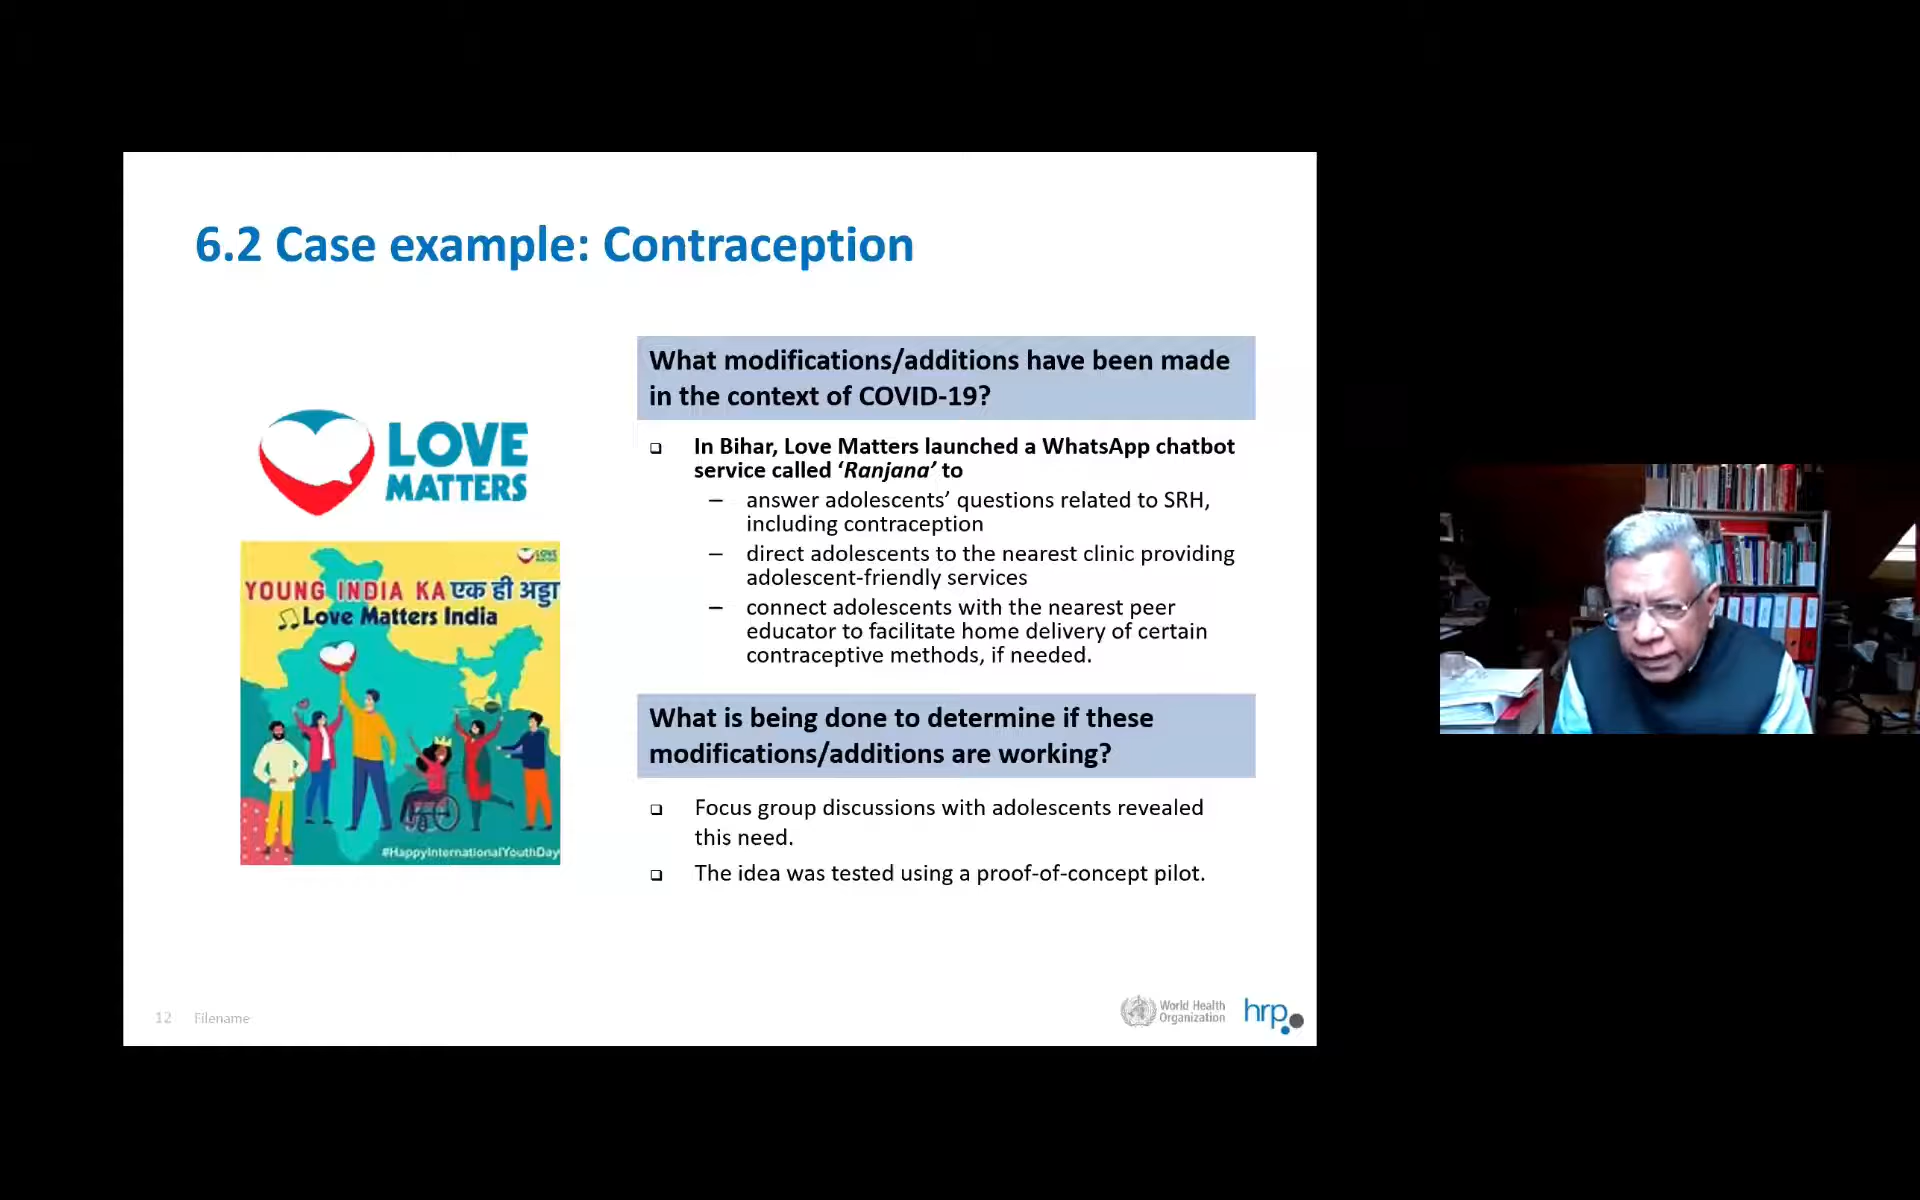 6.2 Case example: Contraception
LOVE
MATTERS
LOVE
MATTERS
YOUNG INDIA KA एक ही अड्डा
Love Matters India
#HappyInternationalYouthDay
What modifications/additions have been made
in the context of COVID-19?
❑ In Bihar, Love Matters launched a WhatsApp chatbot
service called ‘Ranjana’ to
– answer adolescents’ questions related to SRH,
including contraception
– direct adolescents to the nearest clinic providing
adolescent-friendly services
– connect adolescents with the nearest peer
educator to facilitate home delivery of certain
contraceptive methods, if needed.
What is being done to determine if these
modifications/additions are working?
❑ Focus group discussions with adolescents revealed
this need.
❑ The idea was tested using a proof-of-concept pilot.
12 Filename
World Health
Organization
hrp